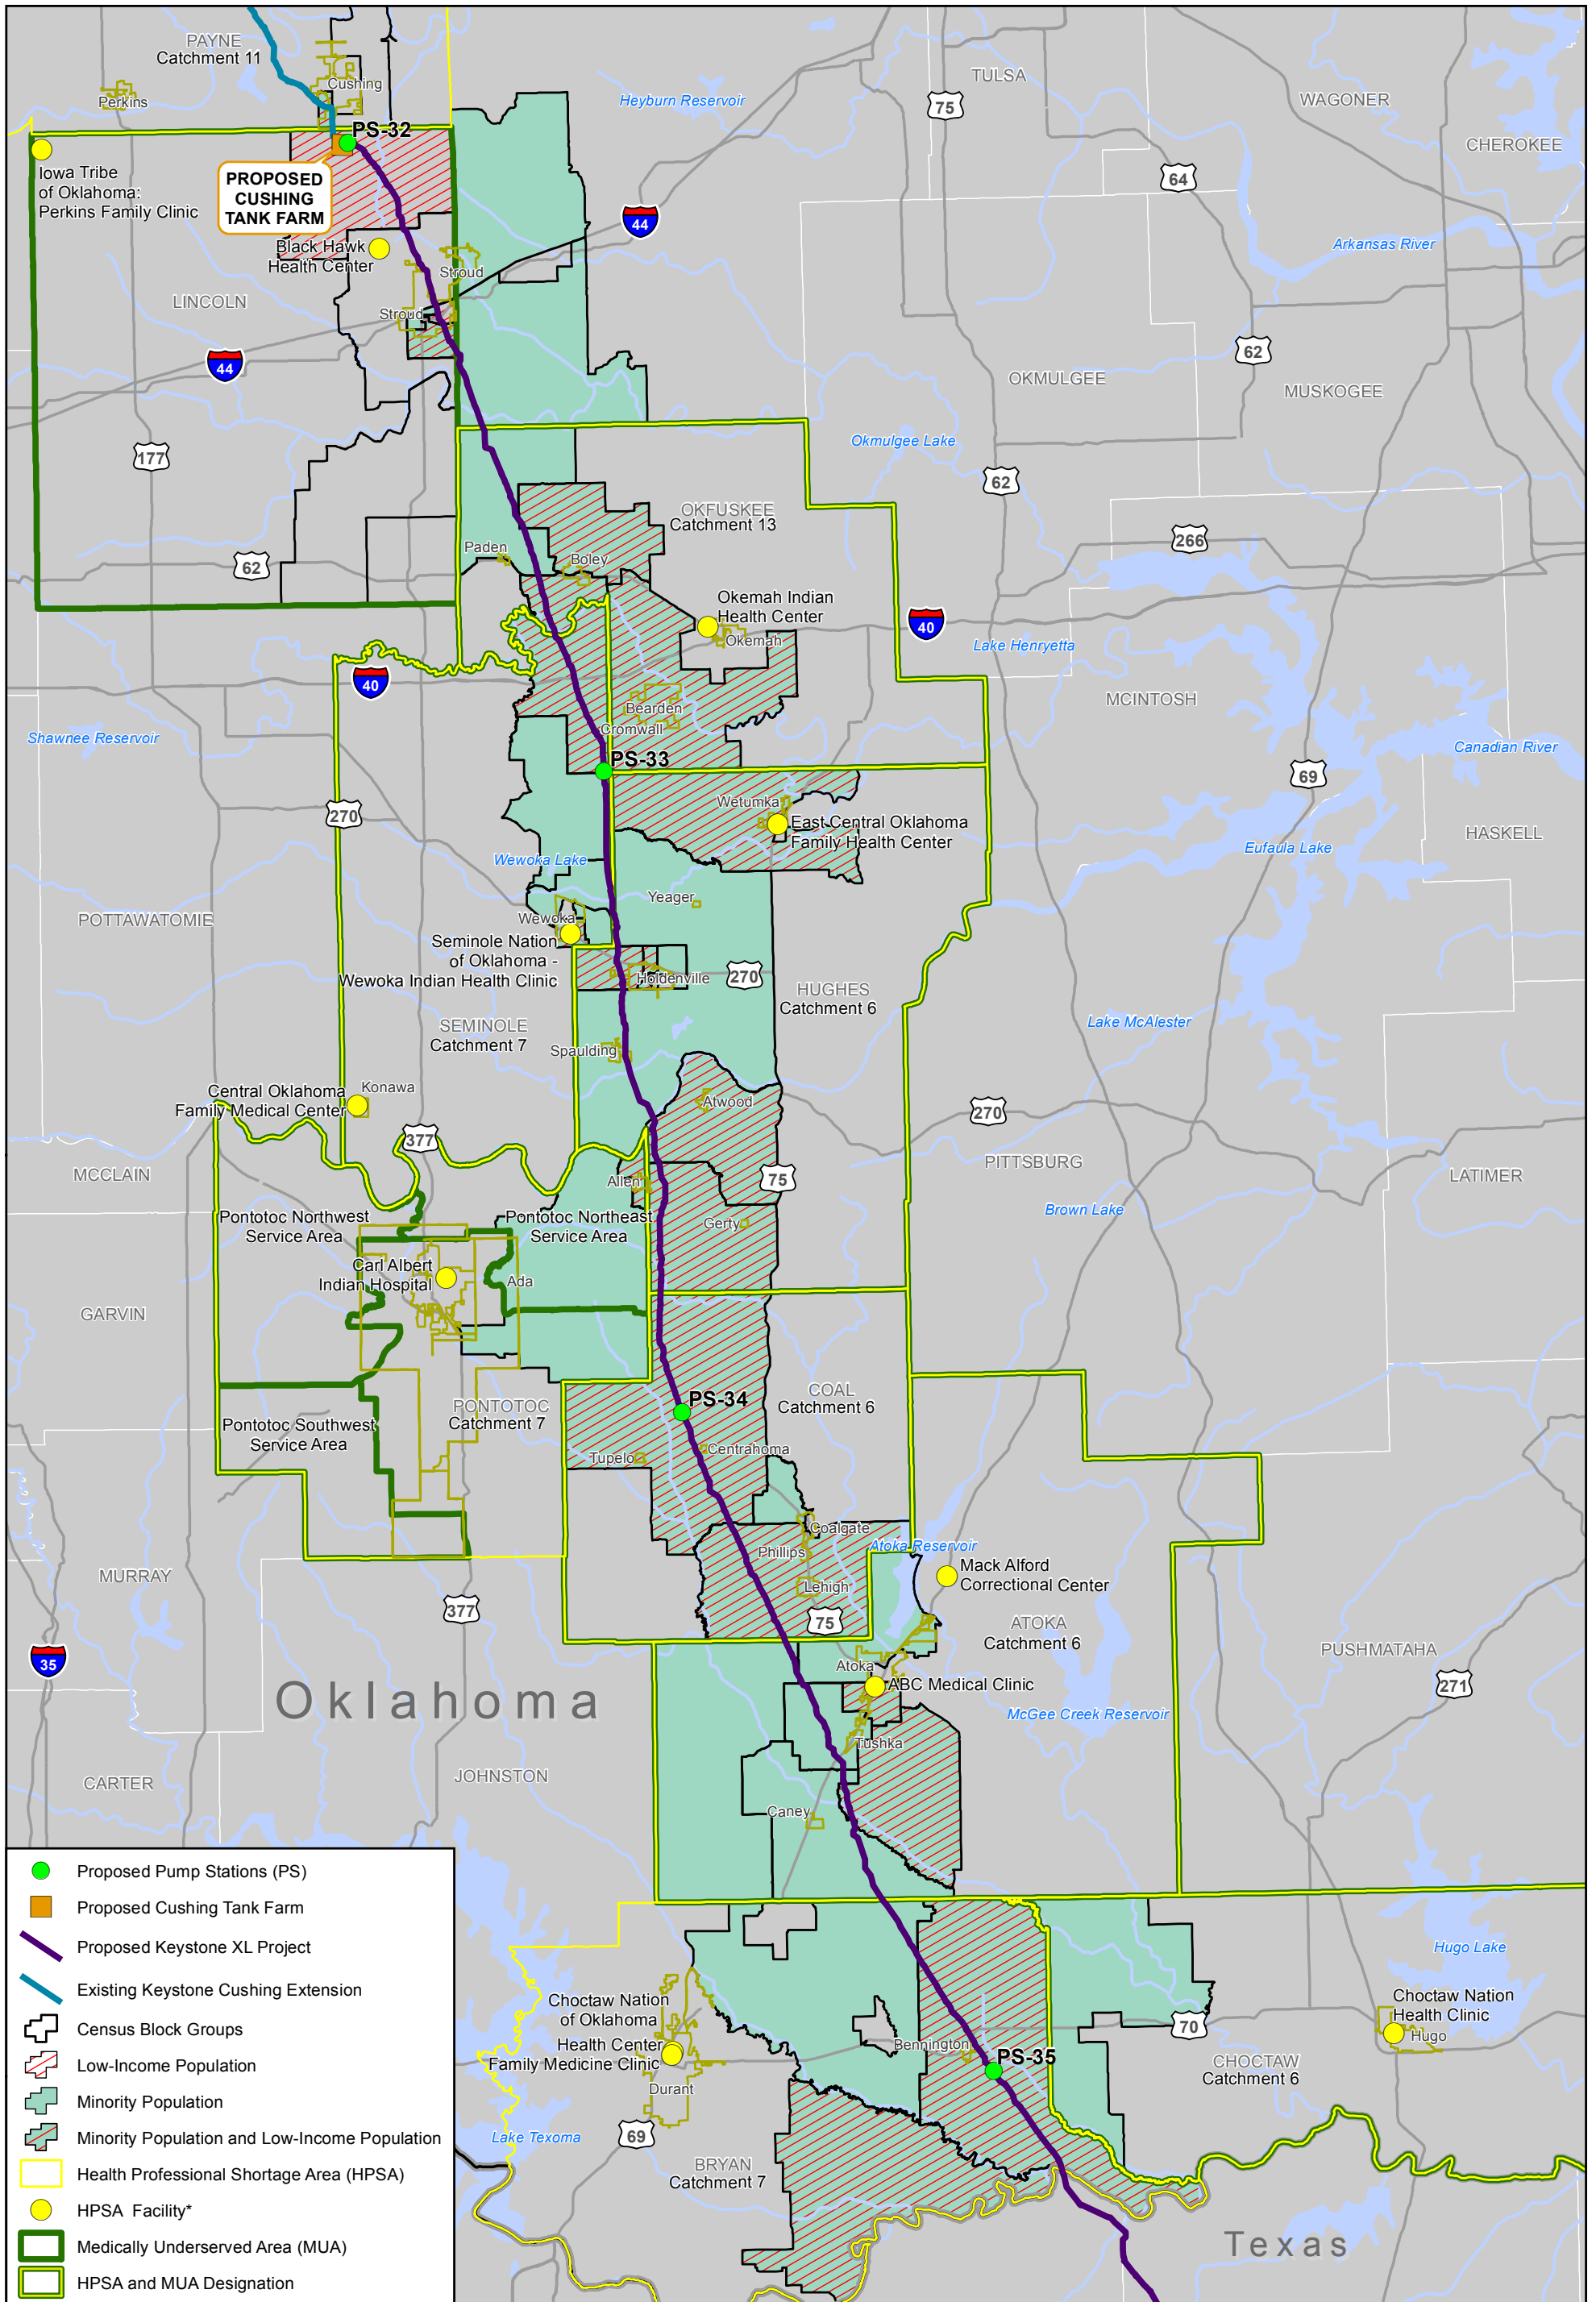 PAYNE
Catchment 11
Cushing
Perkins
PS-32
PROPOSED
CUSHING
TANK FARM
Iowa Tribe
of Oklahoma:
Perkins Family Clinic
Black Hawk
Health Center
LINCOLN
Stroud
Stroud
44
177
62
Heyburn Reservoir
44
TULSA
75
WAGONER
CHEROKEE
64
Arkansas River
62
OKMULGEE
MUSKOGEE
Okmulgee Lake
62
266
OKFUSKEE
Catchment 13
Paden
Boley
Okemah Indian
Health Center
Okemah
40
Lake Henryetta
40
MCINTOSH
Bearden
Cromwall
Shawnee Reservoir
Canadian River
PS-33
69
270
Wetumka
East Central Oklahoma
Family Health Center
HASKELL
Eufaula Lake
Wewoka Lake
Yeager
POTTAWATOMIE
Wewoka
Seminole Nation
of Oklahoma -
Wewoka Indian Health Clinic
Holdenville
270
HUGHES
Catchment 6
SEMINOLE
Catchment 7
Spaulding
Lake McAlester
Central Oklahoma
Family Medical Center
Konawa
Atwood
270
377
MCCLAIN
PITTSBURG
LATIMER
75
Allen
Pontotoc Northwest
Service Area
Pontotoc Northeast
Service Area
Gerty
Brown Lake
Carl Albert
Indian Hospital
Ada
GARVIN
PS-34
COAL
Catchment 6
PONTOTOC
Catchment 7
Pontotoc Southwest
Service Area
Tupelo
Centrahoma
Coalgate
Phillips
Atoka Reservoir
Lehigh
Mack Alford
Correctional Center
MURRAY
377
75
ATOKA
Catchment 6
35
PUSHMATAHA
Atoka
ABC Medical Clinic
271
Oklahoma
McGee Creek Reservoir
Tushka
CARTER
JOHNSTON
Caney
Hugo Lake
Choctaw Nation
of Oklahoma
Health Center
Family Medicine Clinic
Durant
Choctaw Nation
Health Clinic
Hugo
70
Bennington
PS-35
CHOCTAW
Catchment 6
69
Lake Texoma
BRYAN
Catchment 7
Texas
Proposed Pump Stations (PS)
Proposed Cushing Tank Farm
Proposed Keystone XL Project
Existing Keystone Cushing Extension
Census Block Groups
Low-Income Population
Minority Population
Minority Population and Low-Income Population
Health Professional Shortage Area (HPSA)
HPSA Facility*
Medically Underserved Area (MUA)
HPSA and MUA Designation